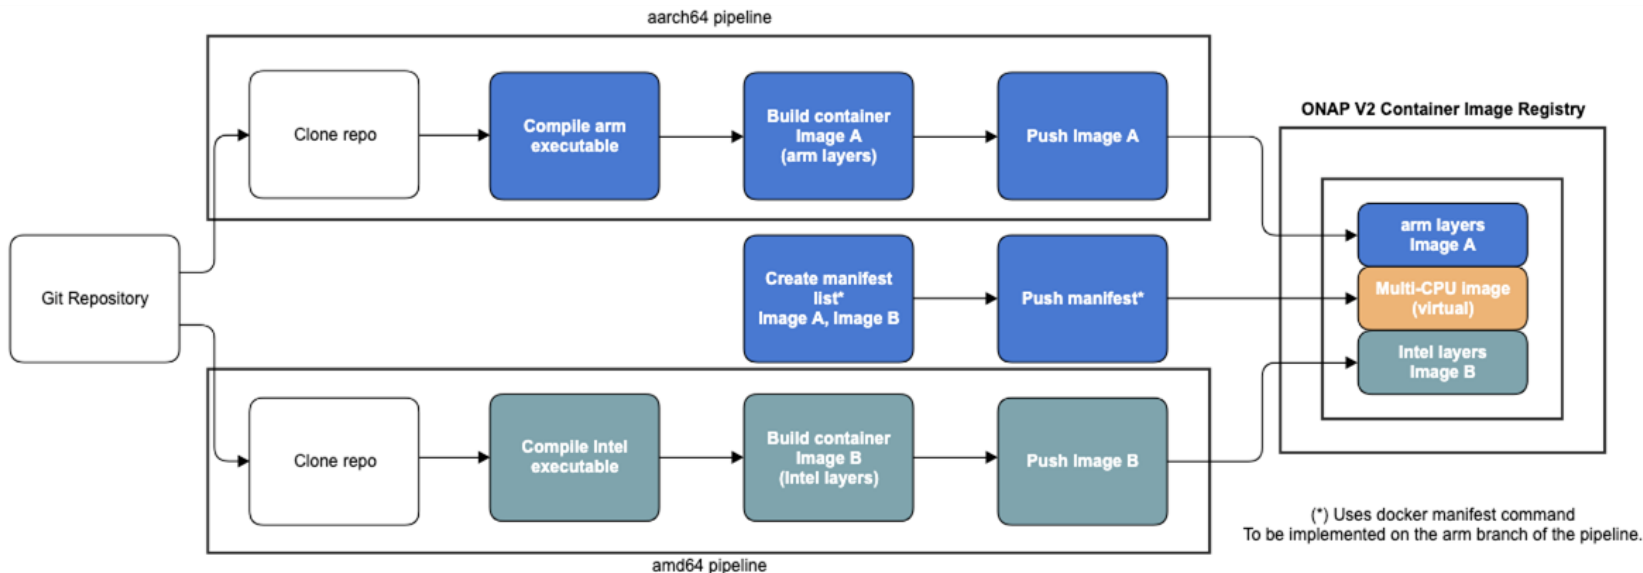 aarch64 pipeline
Clone repo
Compile arm
executable
Build container
Image A
(arm layers)
Push Image A
ONAP V2 Container Image Registry
arm layers
Image A
Multi-CPU image
(virtual)
Intel layers
Image B
Git Repository
Create manifest
list*
Image A, Image B
Push manifest*
Clone repo
Compile Intel
executable
Build container
Image B
(Intel layers)
Push Image B
amd64 pipeline
(*) Uses docker manifest command
To be implemented on the arm branch of the pipeline.